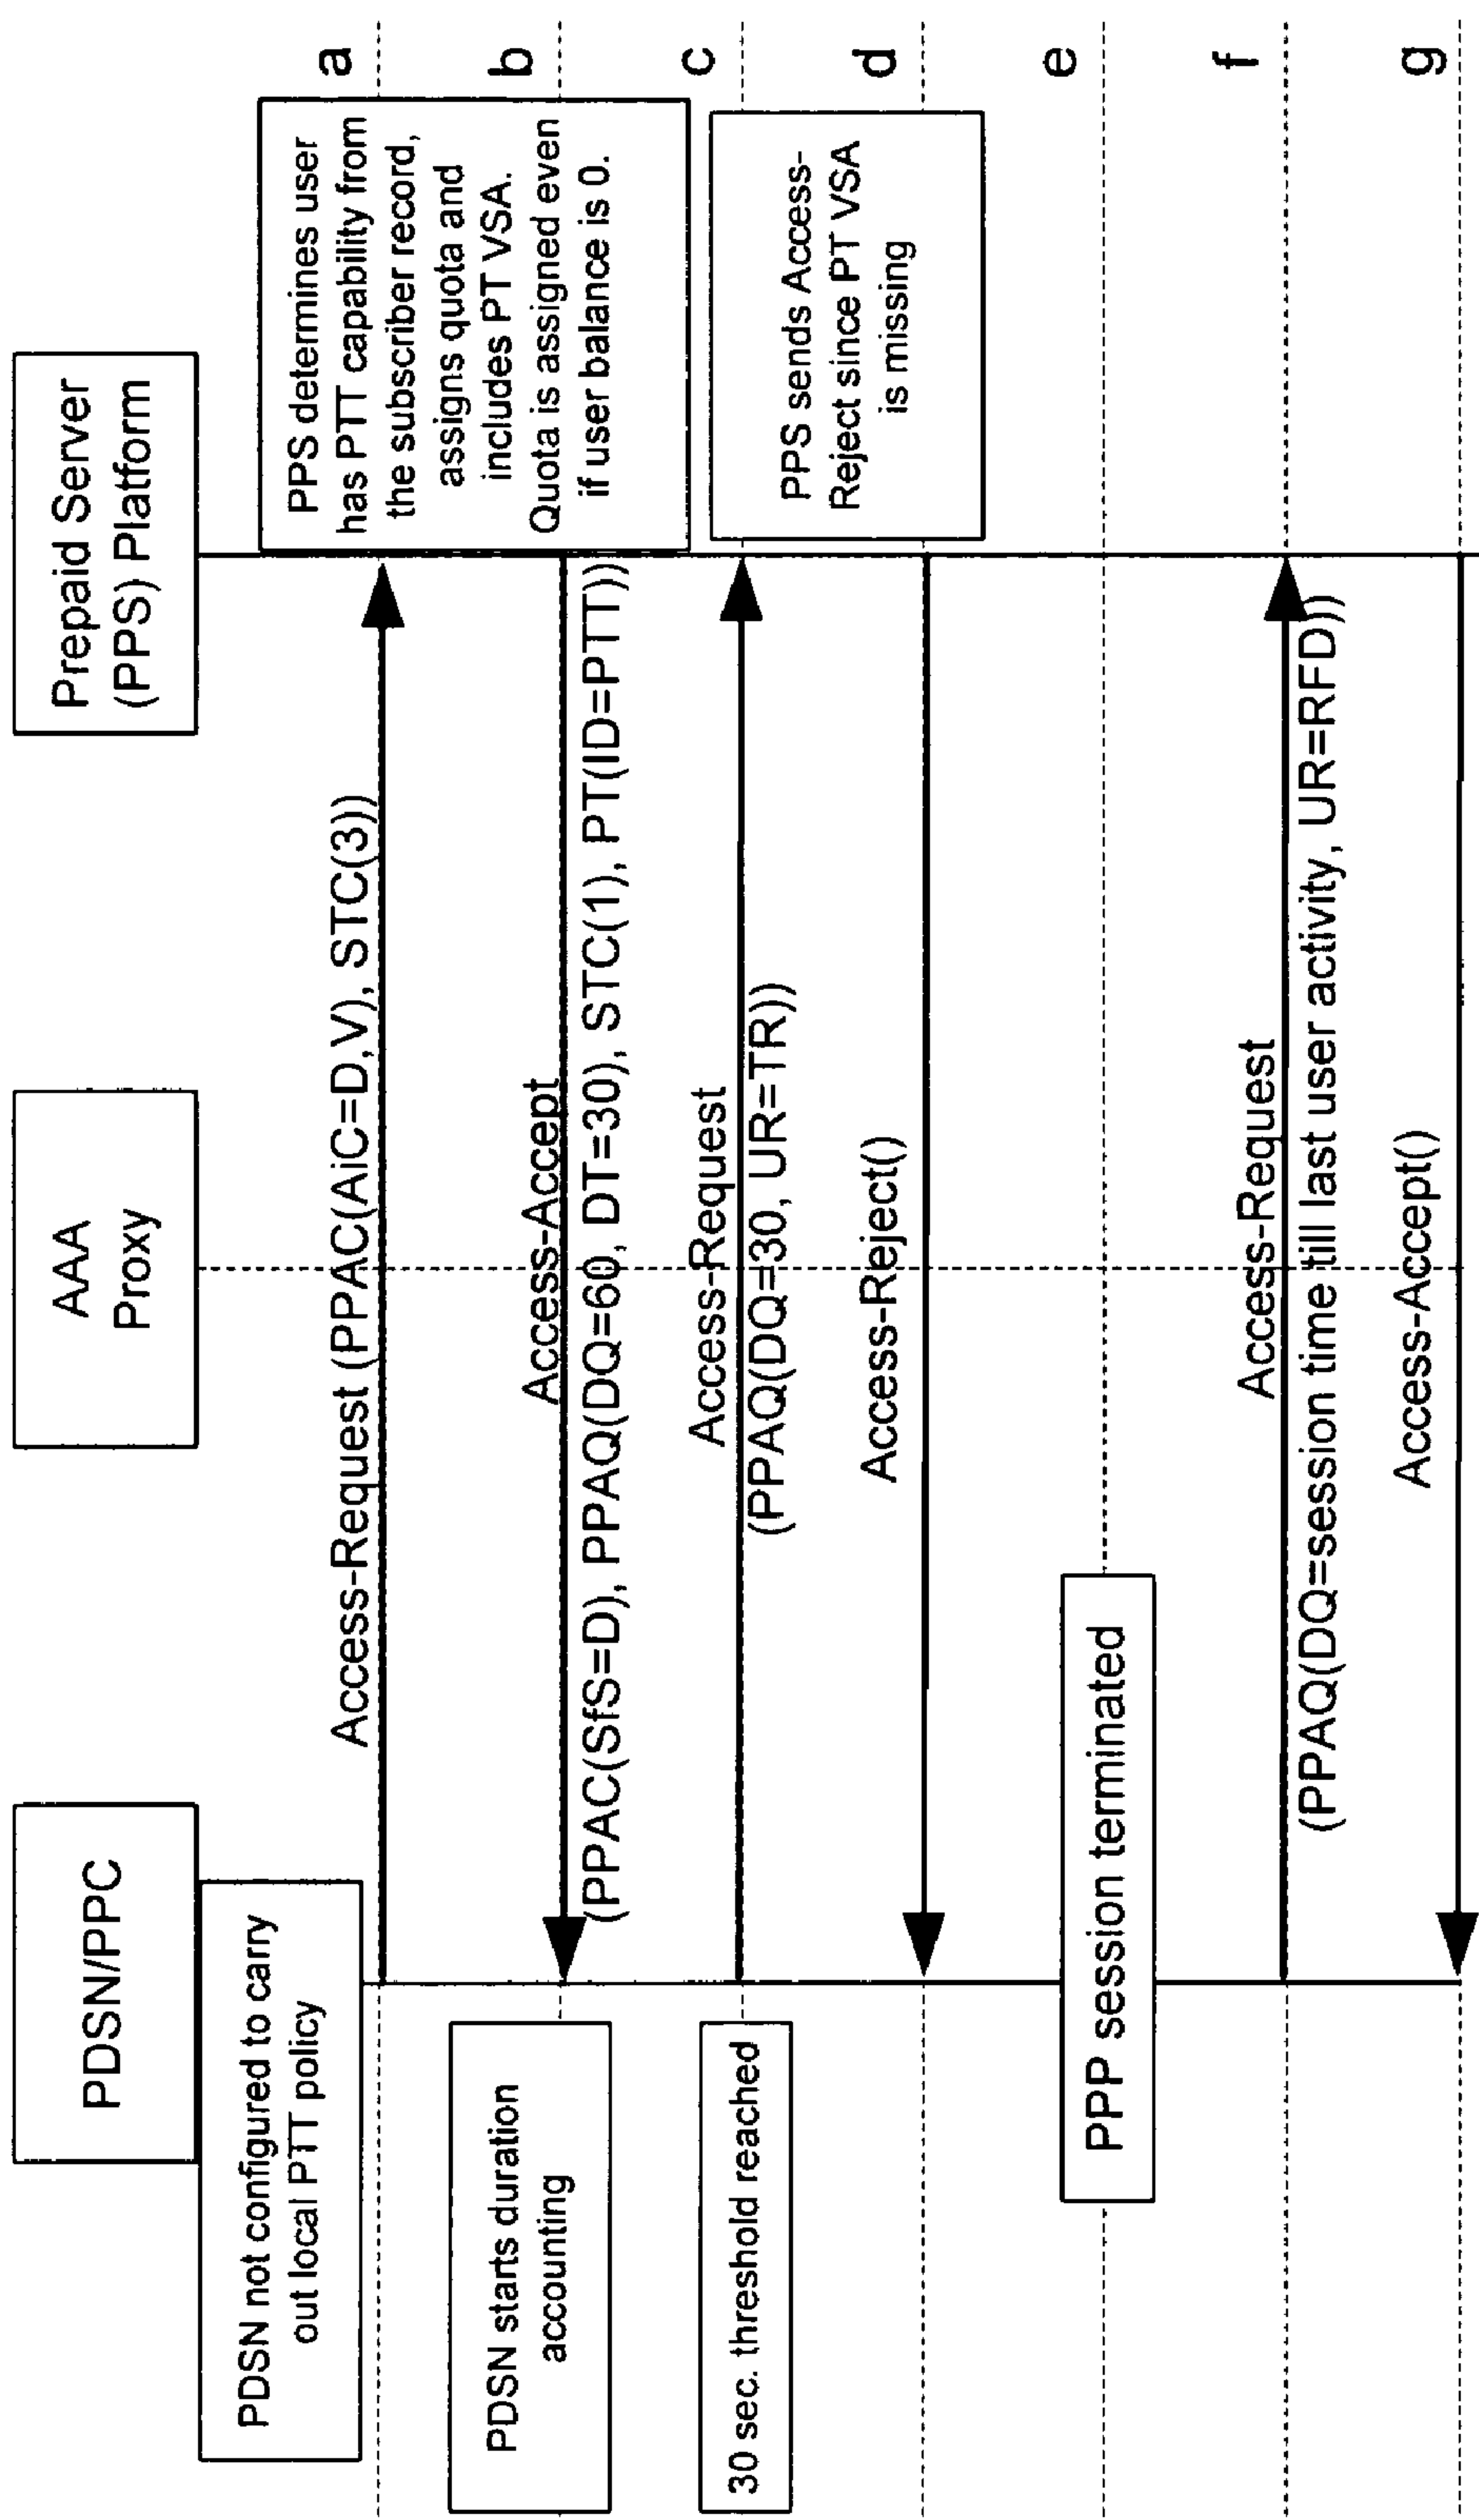 PDSN/PPC
AAA
Proxy
Prepaid Server
(PPS) Platform
PDSN not configured to carry
out local PTT policy
Access-Request (PPAC(AiC=D,V), STC(3))
a
PPS determines user
has PTT capability from
the subscriber record,
assigns quota and
includes PT VSA.
Quota is assigned even
if user balance is 0.
PDSN starts duration
accounting
Access-Accept
(PPAC(SfS=D), PPAQ(DQ=60, DT=30), STC(1), PT(ID=PTT))
b
30 sec. threshold reached
Access-Request
(PPAQ(DQ=30, UR=TR))
c
PPS sends Access-
Reject since PT VSA
is missing
Access-Reject()
d
PPP session terminated
e
Access-Request
(PPAQ(DQ=session time till last user activity, UR=RFD))
f
Access-Accept()
g